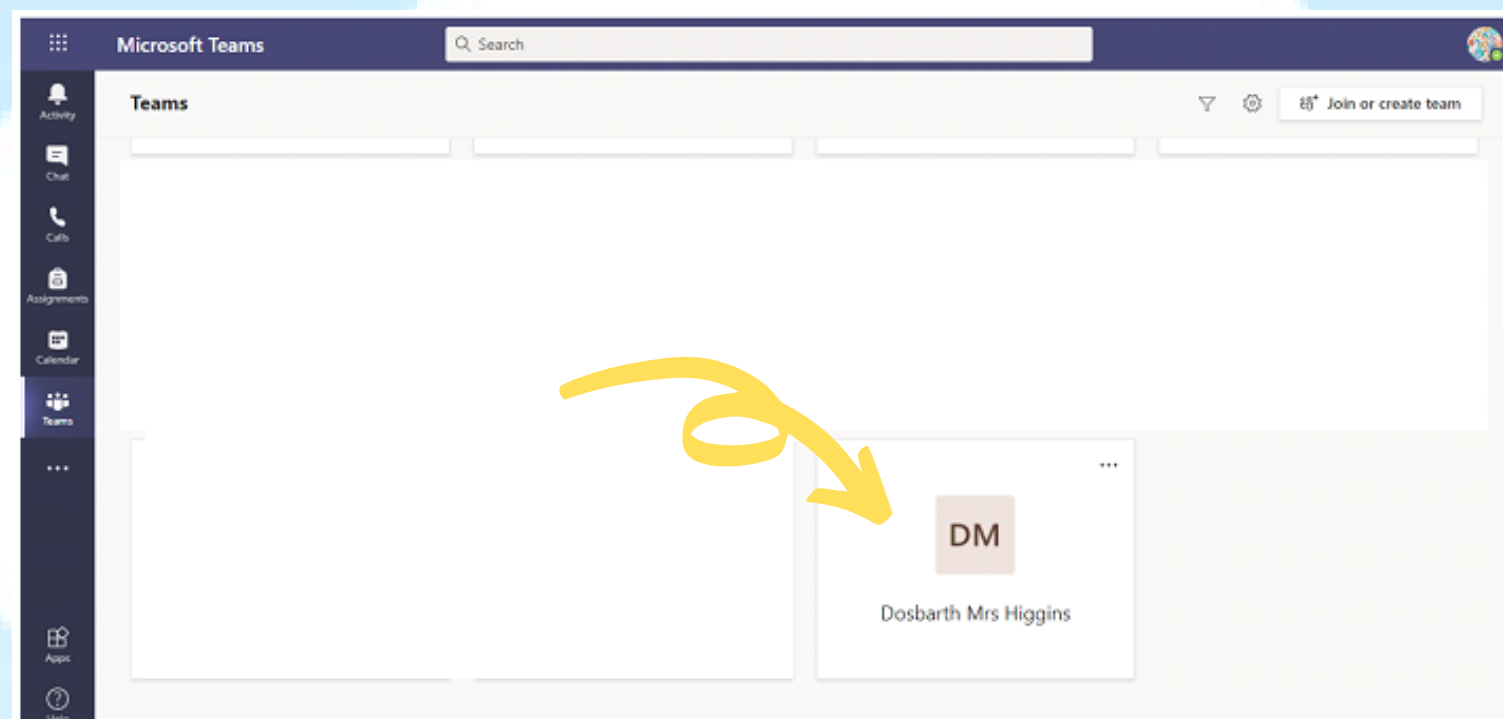 Microsoft Teams
Search
Activity
Teams
Join or create team
Chat
Calls
Assignments
Calendar
Teams
DM
Dosbarth Mrs Higgins
Apps
Help